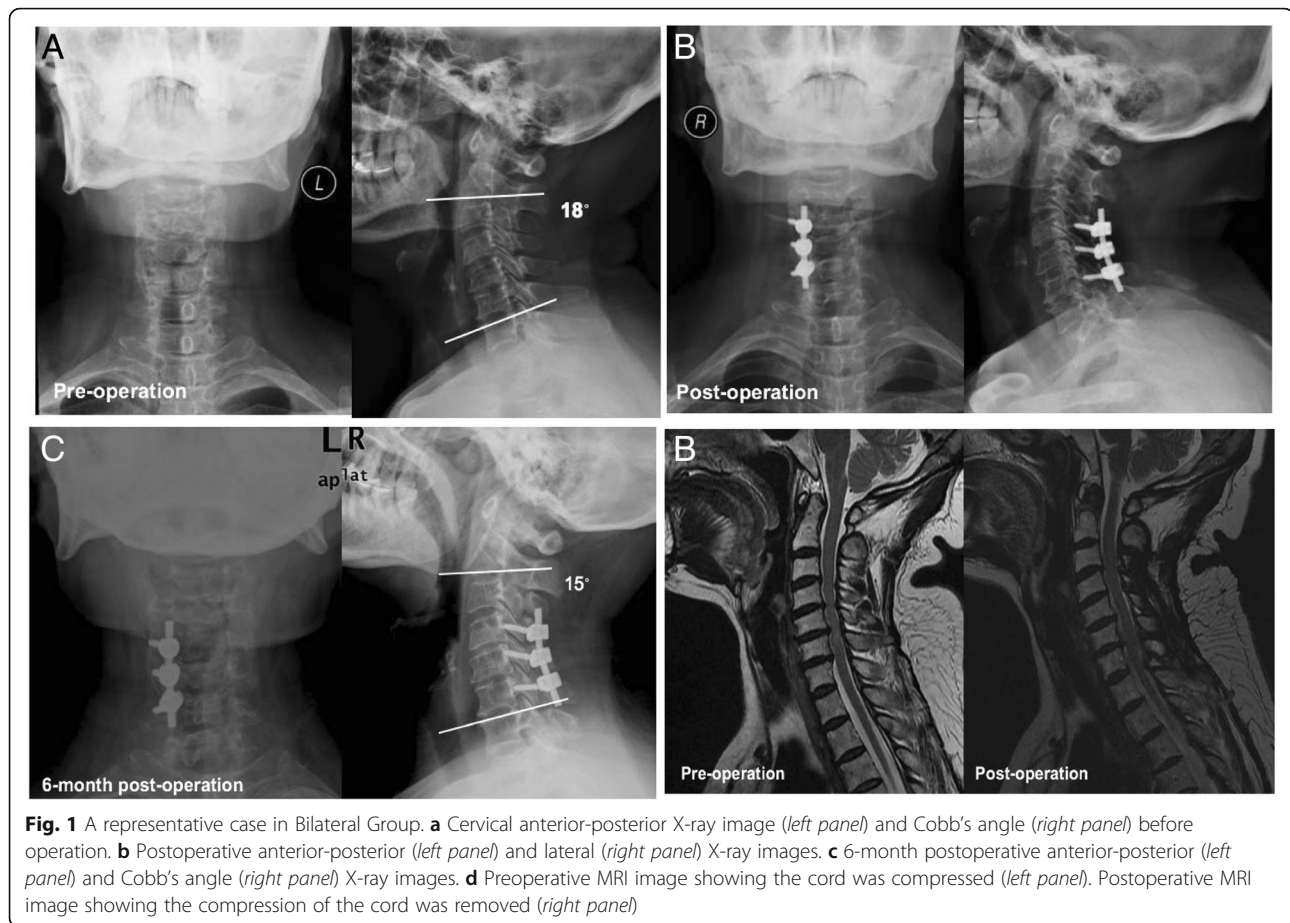 A
L
18°
Pre-operation
B
R
Post-operation
C
L R
ap lat
15°
6-month post-operation
B
Pre-operation
Post-operation
Fig. 1 A representative case in Bilateral Group. a Cervical anterior-posterior X-ray image (left panel) and Cobb's angle (right panel) before
operation. b Postoperative anterior-posterior (left panel) and lateral (right panel) X-ray images. c 6-month postoperative anterior-posterior (left
panel) and Cobb's angle (right panel) X-ray images. d Preoperative MRI image showing the cord was compressed (left panel). Postoperative MRI
image showing the compression of the cord was removed (right panel)